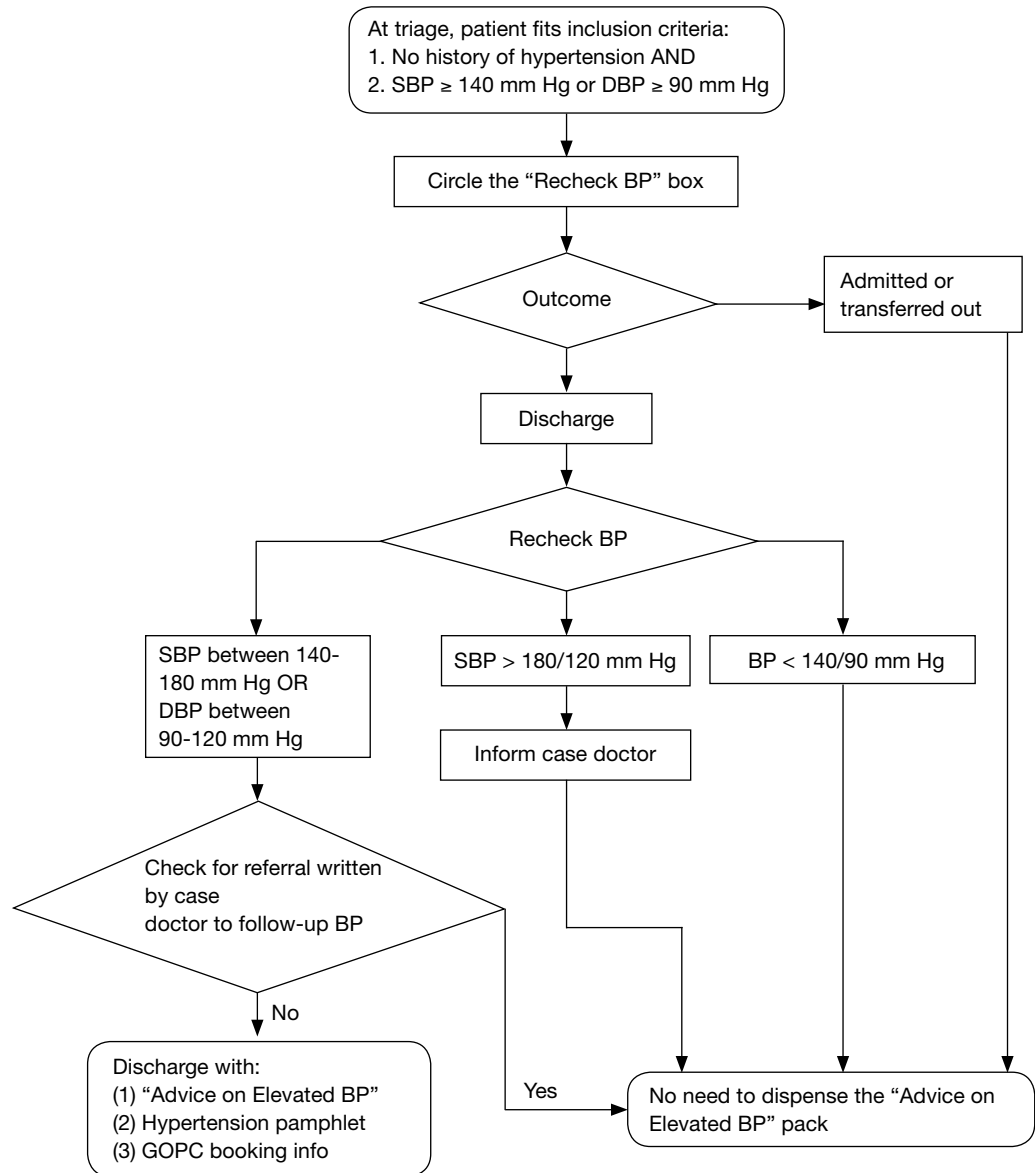 At triage, patient fits inclusion criteria:
1. No history of hypertension AND
2. SBP ≥ 140 mm Hg or DBP ≥ 90 mm Hg
Circle the “Recheck BP” box
Outcome
Admitted or
transferred out
Discharge
Recheck BP
SBP between 140-
180 mm Hg OR
DBP between
90-120 mm Hg
SBP > 180/120 mm Hg
BP < 140/90 mm Hg
Inform case doctor
Check for referral written
by case
doctor to follow-up BP
No
Discharge with:
(1) “Advice on Elevated BP”
(2) Hypertension pamphlet
(3) GOPC booking info
Yes
No need to dispense the “Advice on
Elevated BP” pack